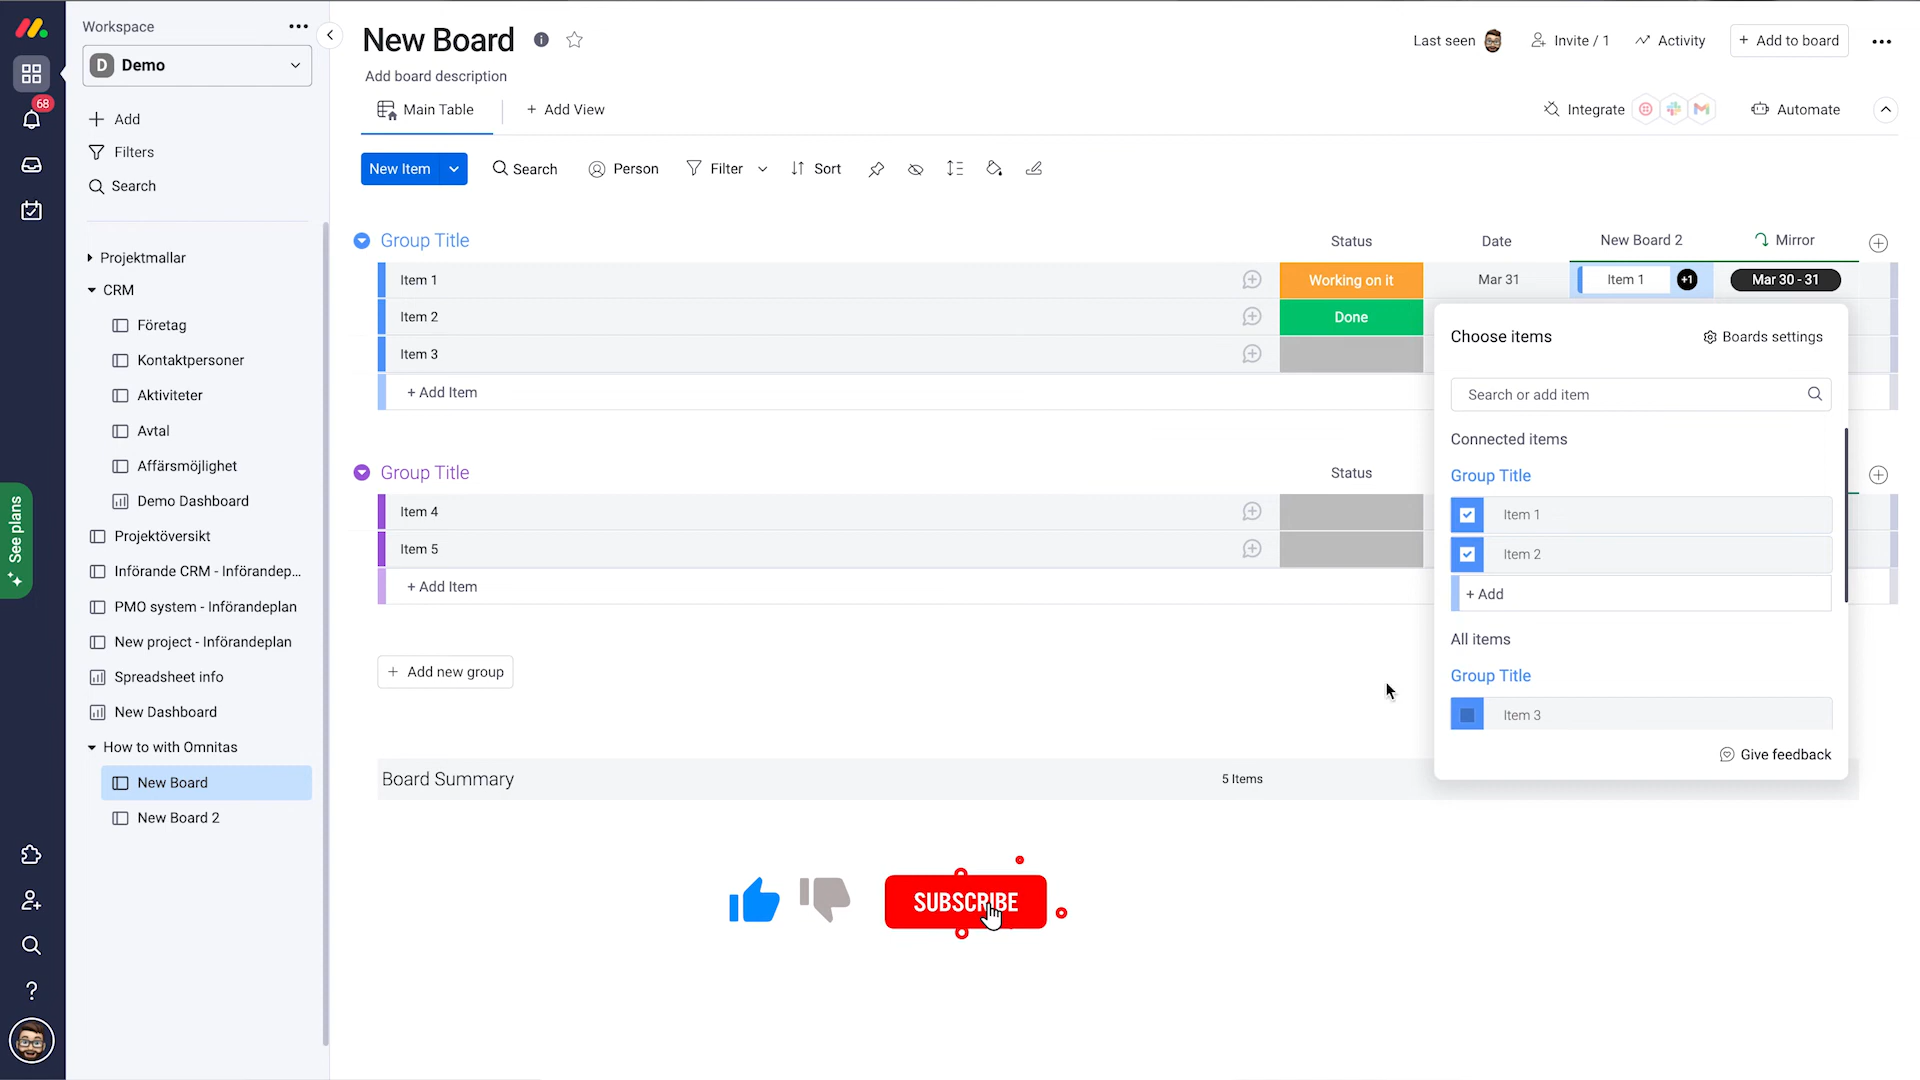 Workspace
D Demo
68
Add
Filters
Search
Projektmallar
CRM
Företag
Kontaktpersoner
Aktiviteter
Avtal
Affärsmöjlighet
Demo Dashboard
Projektöversikt
Införande CRM - Införandep...
PMO system - Införandeplan
New project - Införandeplan
Spreadsheet info
New Dashboard
How to with Omnitas
New Board
New Board 2
See plans
New Board
Add board description
Last seen
Invite / 1
Activity
+ Add to board
Main Table
+ Add View
Integrate
Automate
New Item
Search
Person
Filter
Sort
Group Title
Status
Date
New Board 2
Mirror
Item 1
Working on it
Mar 31
Item 1
+1
Mar 30 - 31
Item 2
Done
Item 3
+ Add Item
Group Title
Status
Item 4
Item 5
+ Add Item
+ Add new group
Board Summary
5 Items
Choose items
Boards settings
Search or add item
Connected items
Group Title
Item 1
Item 2
+ Add
All items
Group Title
Item 3
Give feedback
SUBSCRIBE